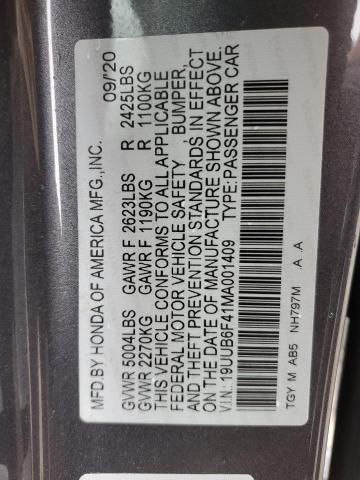 MFD.BY HONDA OF AMERICA MFG.,INC. 09/20
GVWR 5004LBS GAWR F 2623LBS R 2425LBS
GVWR 2270KG GAWR F 1190KG R 1100KG
THIS VEHICLE CONFORMS TO ALL APPLICABLE
FEDERAL MOTOR VEHICLE SAFETY BUMPER,
AND THEFT PREVENTION STANDARDS IN EFFECT
ON THE DATE OF MANUFACTURE SHOWN ABOVE.
V.I.N.: 19UUB6F41MA001409 TYPE: PASSENGER CAR
TGY M AB5 NH797M .A .A